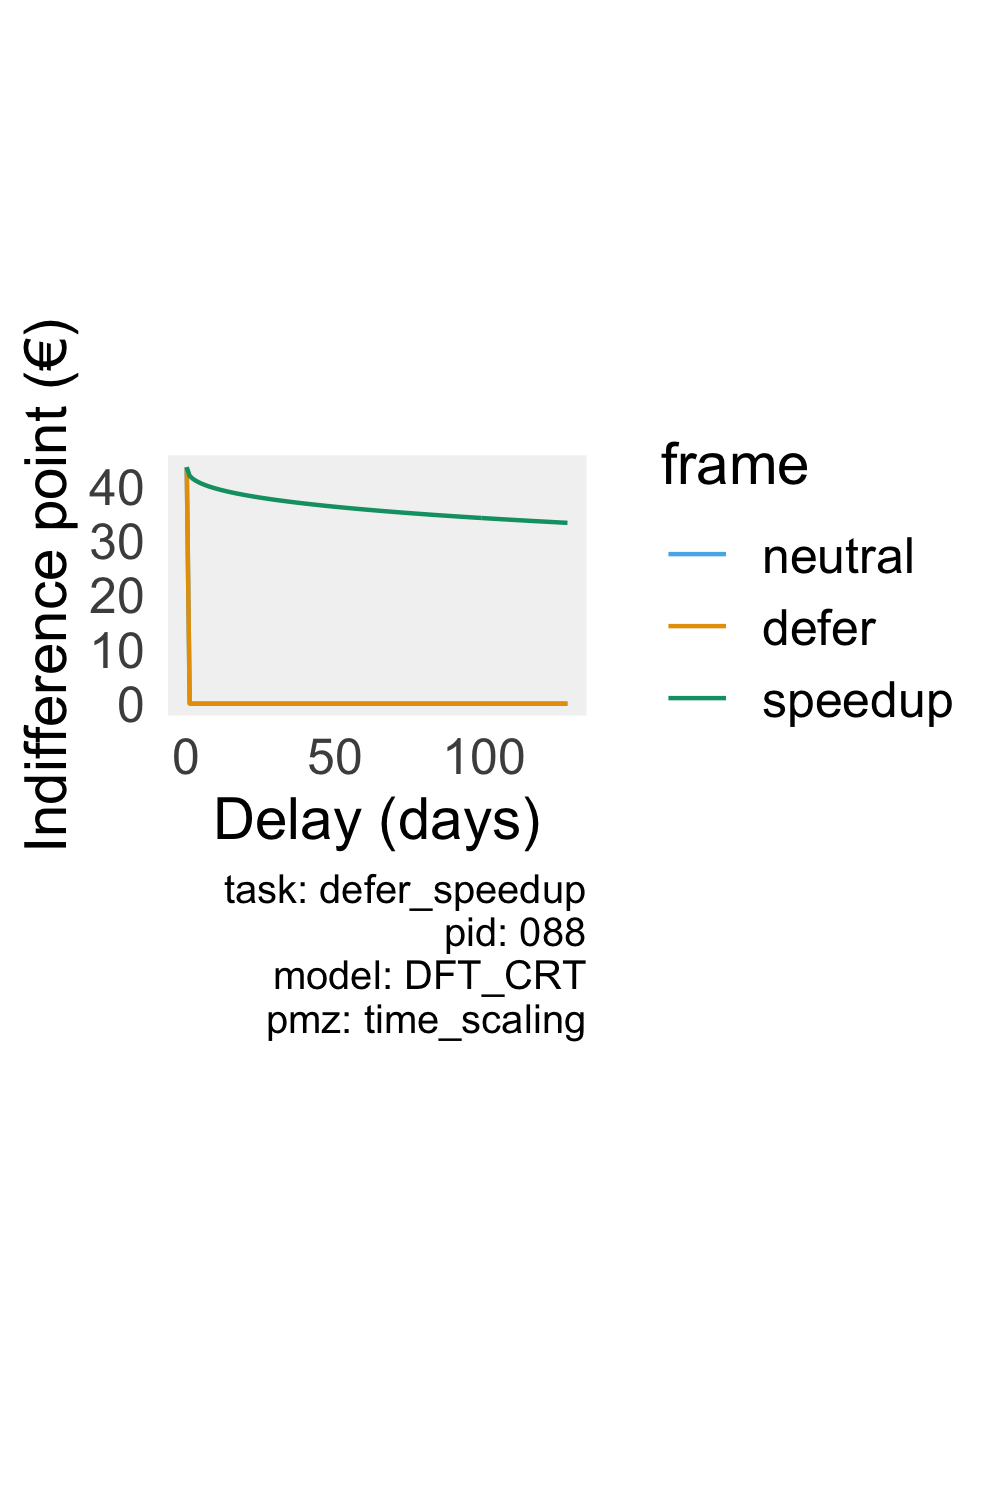 Indifference point (€)
40
30
20
10
0
0 50 100
Delay (days)
task: defer_speedup
pid: 088
model: DFT_CRT
pmz: time_scaling
frame
neutral
defer
speedup